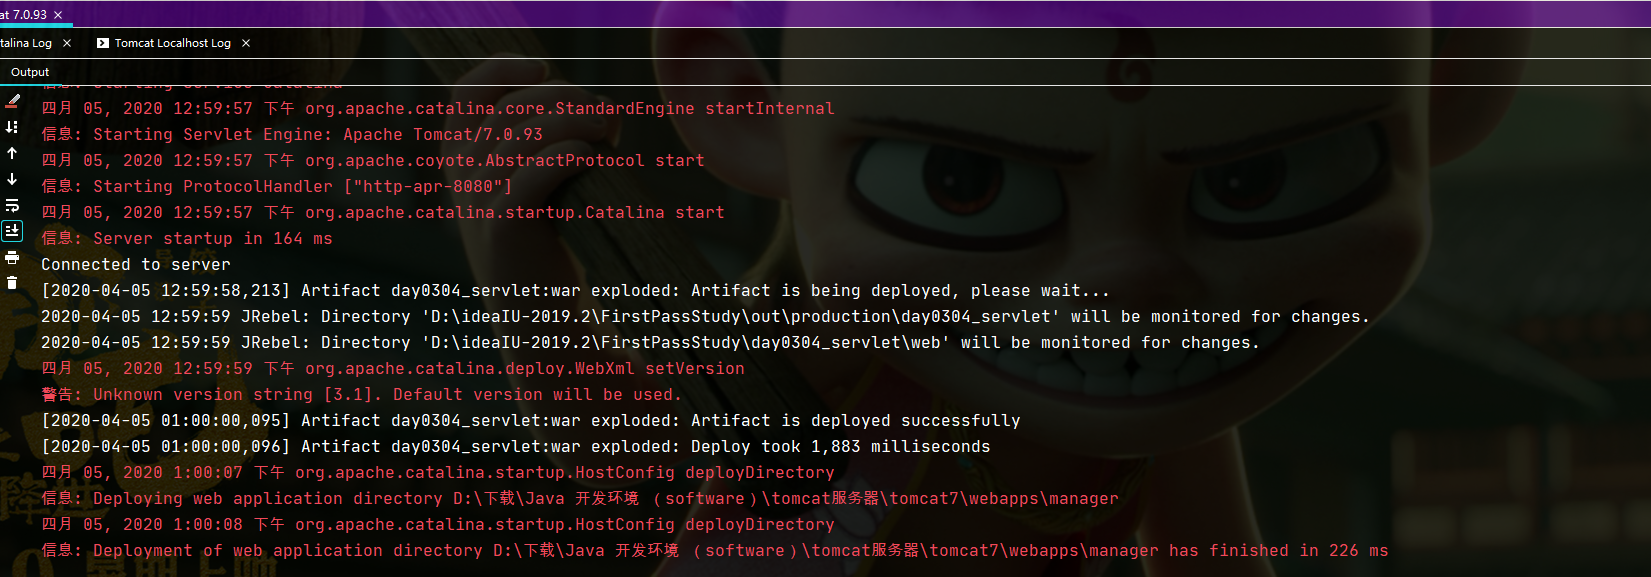 at 7.0.93
talina Log
Tomcat Localhost Log
Output
信息: Starting service Catalina
四月 05, 2020 12:59:57 下午 org.apache.catalina.core.StandardEngine startInternal
信息: Starting Servlet Engine: Apache Tomcat/7.0.93
四月 05, 2020 12:59:57 下午 org.apache.coyote.AbstractProtocol start
信息: Starting ProtocolHandler ["http-apr-8080"]
四月 05, 2020 12:59:57 下午 org.apache.catalina.startup.Catalina start
信息: Server startup in 164 ms
Connected to server
[2020-04-05 12:59:58,213] Artifact day0304_servlet:war exploded: Artifact is being deployed, please wait...
2020-04-05 12:59:59 JRebel: Directory 'D:\ideaIU-2019.2\FirstPassStudy\out\production\day0304_servlet' will be monitored for changes.
2020-04-05 12:59:59 JRebel: Directory 'D:\ideaIU-2019.2\FirstPassStudy\day0304_servlet\web' will be monitored for changes.
四月 05, 2020 12:59:59 下午 org.apache.catalina.deploy.WebXml setVersion
警告: Unknown version string [3.1]. Default version will be used.
[2020-04-05 01:00:00,095] Artifact day0304_servlet:war exploded: Artifact is deployed successfully
[2020-04-05 01:00:00,096] Artifact day0304_servlet:war exploded: Deploy took 1,883 milliseconds
四月 05, 2020 1:00:07 下午 org.apache.catalina.startup.HostConfig deployDirectory
信息: Deploying web application directory D:\下载\Java 开发环境 （software）\tomcat服务器\tomcat7\webapps\manager
四月 05, 2020 1:00:08 下午 org.apache.catalina.startup.HostConfig deployDirectory
信息: Deployment of web application directory D:\下载\Java 开发环境 （software）\tomcat服务器\tomcat7\webapps\manager has finished in 226 ms